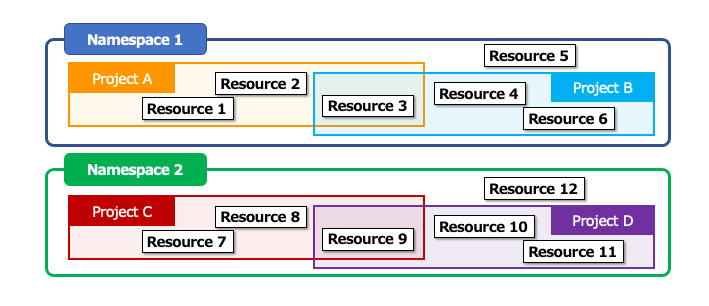 Namespace 1
Resource 5
Project A
Resource 2
Resource 4
Project B
Resource 1
Resource 3
Resource 6
Namespace 2
Resource 12
Project C
Resource 8
Resource 10
Project D
Resource 7
Resource 9
Resource 11